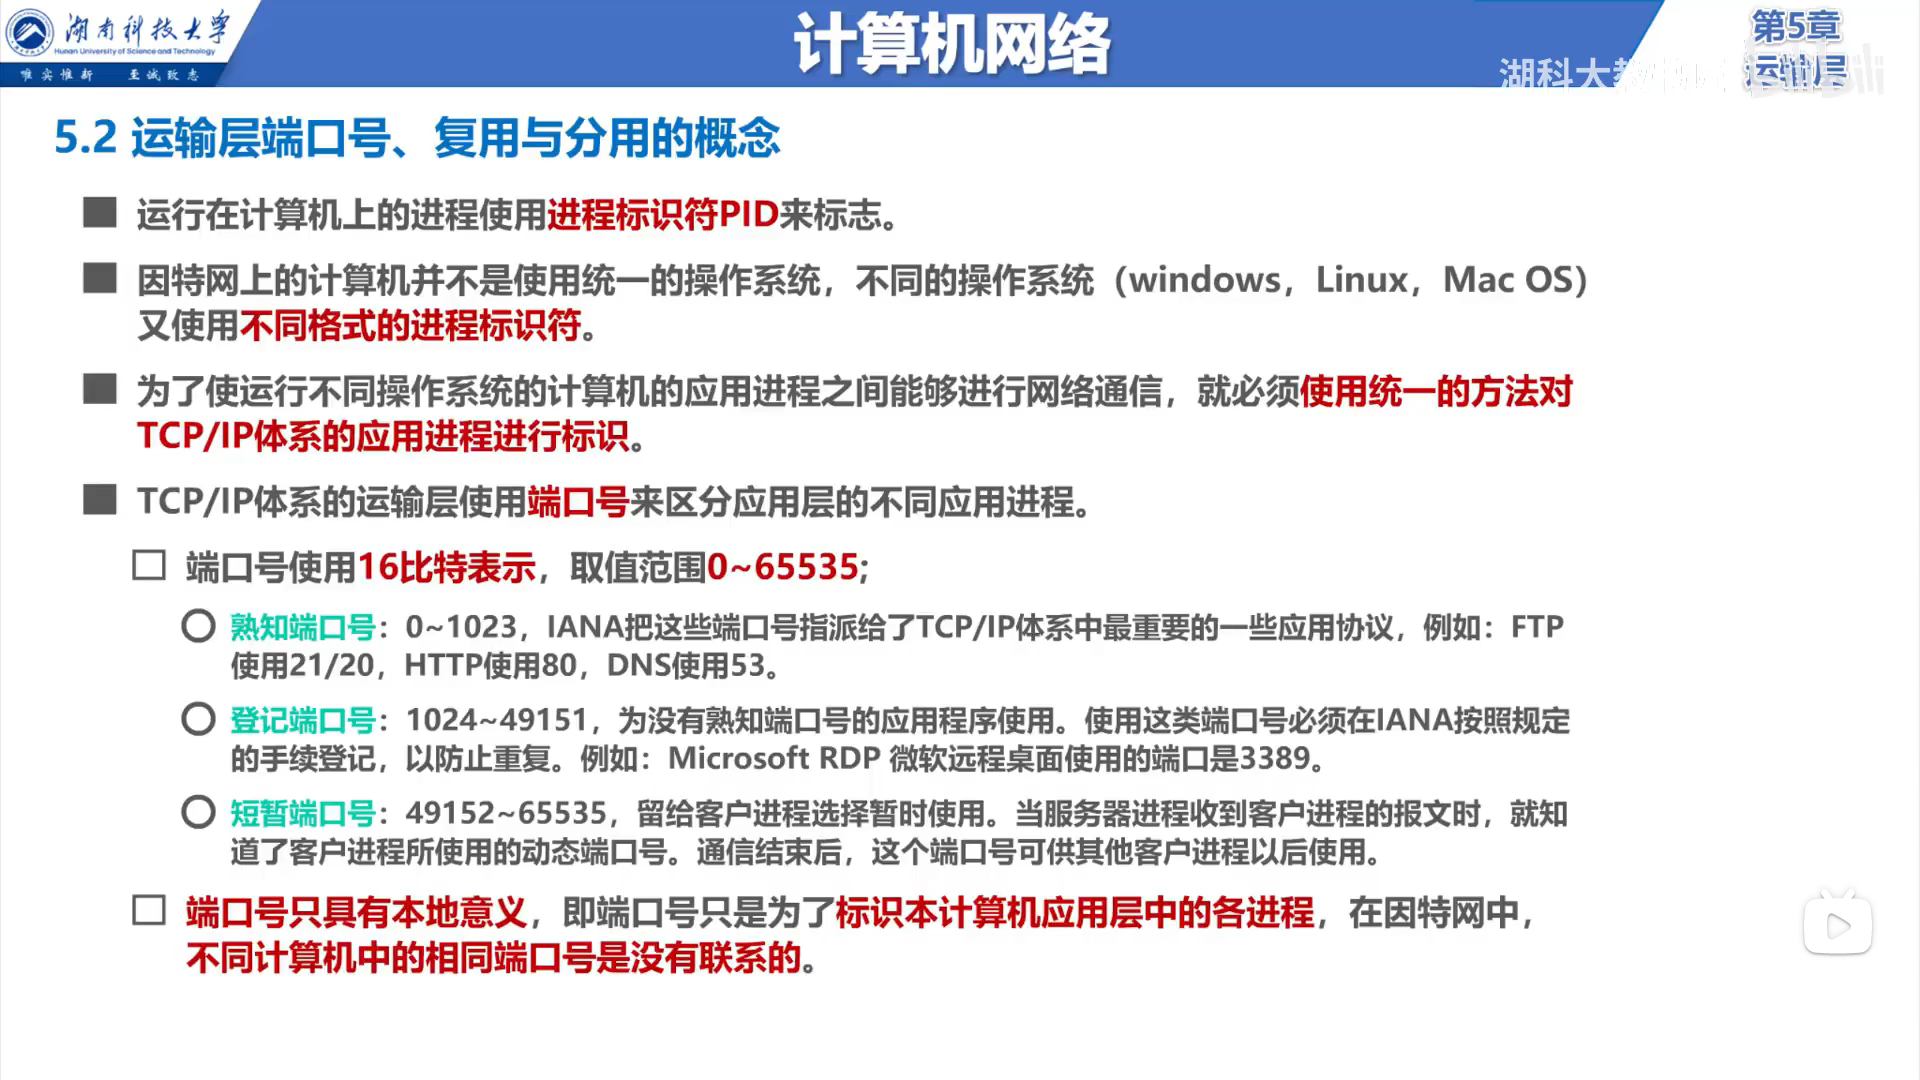 湖南科技大学
Hunan University of Science and Technology
唯实惟新 至诚致志
计算机网络
第5章
运输层
湖科大教
5.2 运输层端口号、复用与分用的概念
运行在计算机上的进程使用进程标识符PID来标志。
因特网上的计算机并不是使用统一的操作系统，不同的操作系统（windows，Linux，Mac OS）
又使用不同格式的进程标识符。
为了使运行不同操作系统的计算机的应用进程之间能够进行网络通信，就必须使用统一的方法对
TCP/IP体系的应用进程进行标识。
TCP/IP体系的运输层使用端口号来区分应用层的不同应用进程。
端口号使用16比特表示，取值范围0~65535;
熟知端口号：0~1023，IANA把这些端口号指派给了TCP/IP体系中最重要的一些应用协议，例如：FTP
使用21/20，HTTP使用80，DNS使用53。
登记端口号：1024~49151，为没有熟知端口号的应用程序使用。使用这类端口号必须在IANA按照规定
的手续登记，以防止重复。例如：Microsoft RDP 微软远程桌面使用的端口是3389。
短暂端口号：49152~65535，留给客户进程选择暂时使用。当服务器进程收到客户进程的报文时，就知
道了客户进程所使用的动态端口号。通信结束后，这个端口号可供其他客户进程以后使用。
端口号只具有本地意义，即端口号只是为了标识本计算机应用层中的各进程，在因特网中，
不同计算机中的相同端口号是没有联系的。